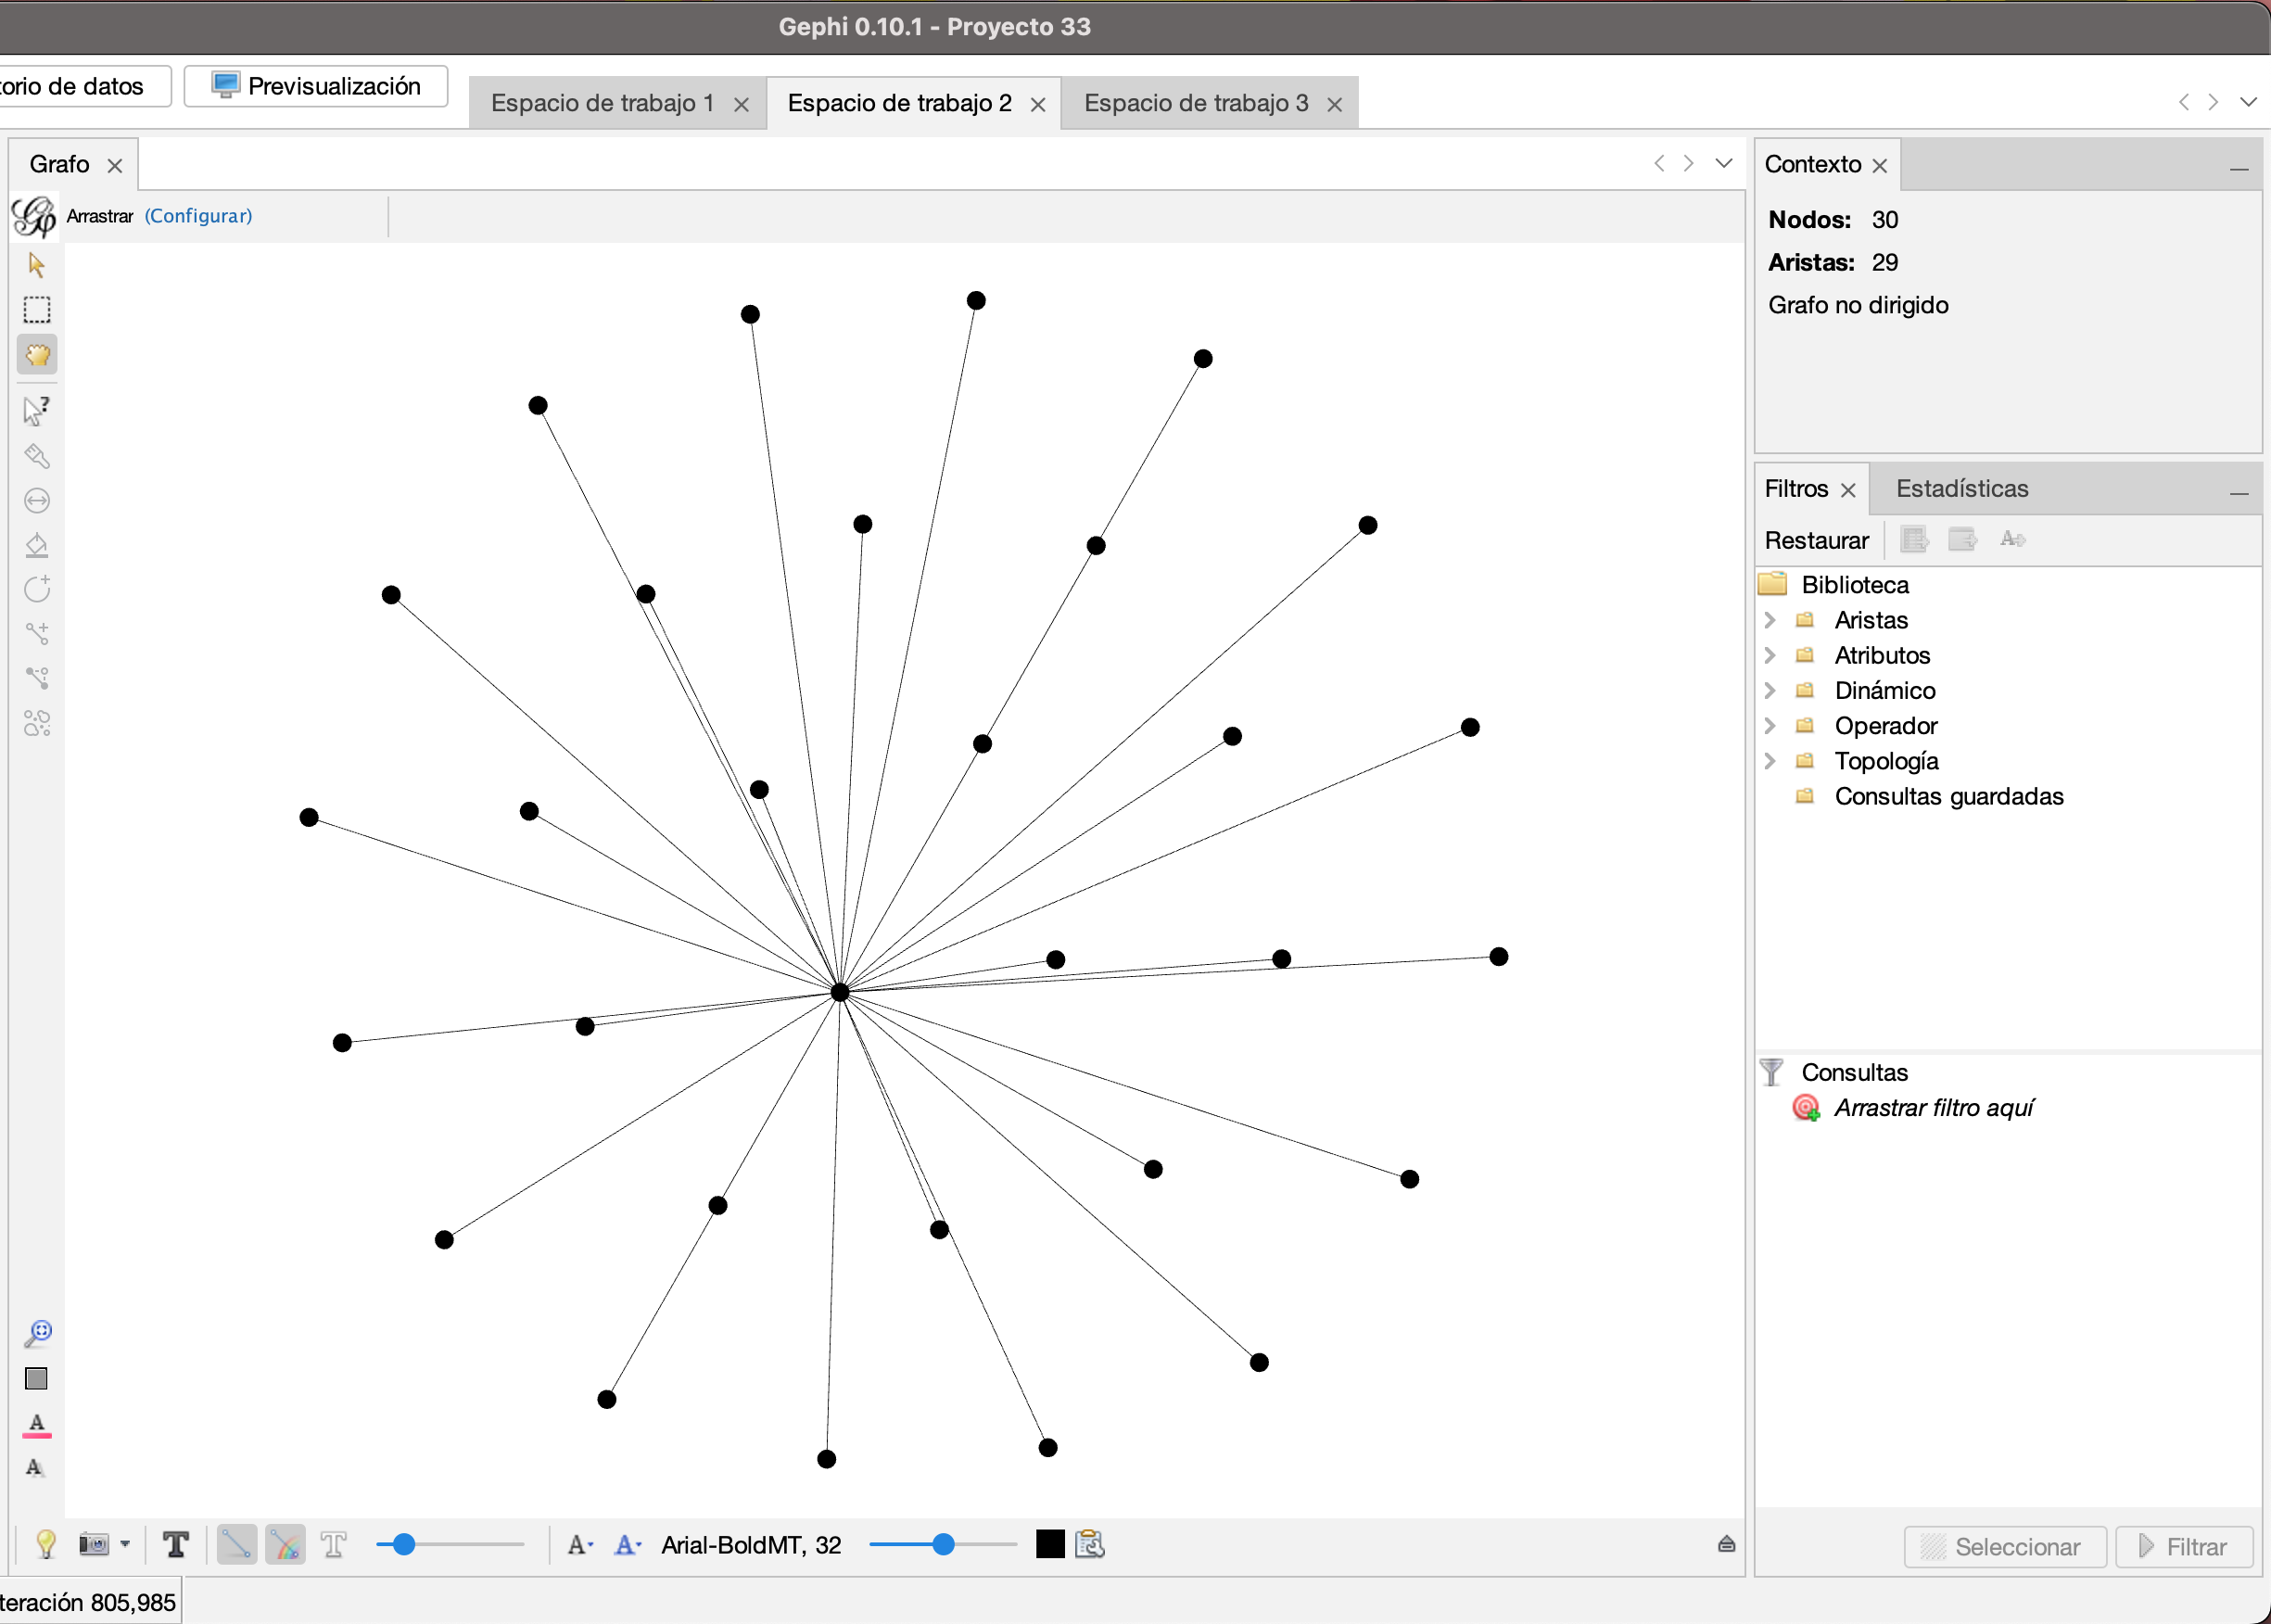 Gephi 0.10.1 - Proyecto 33
torio de datos
Previsualización
Espacio de trabajo 1
Espacio de trabajo 2
Espacio de trabajo 3
Grafo
Arrastrar (Configurar)
Contexto
Nodos: 30
Aristas: 29
Grafo no dirigido
Filtros
Estadísticas
Restaurar
Biblioteca
Aristas
Atributos
Dinámico
Operador
Topología
Consultas guardadas
Consultas
Arrastrar filtro aquí
Seleccionar
Filtrar
Arial-BoldMT, 32
teración 805,985